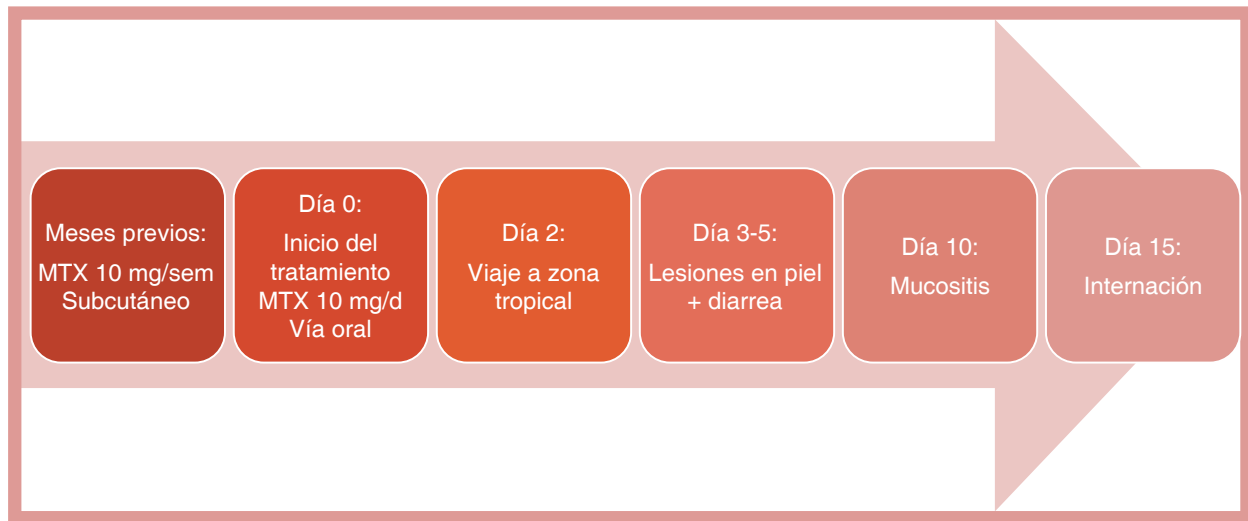 Meses previos:
MTX 10 mg/sem
Subcutáneo
Día 0:
Inicio del
tratamiento
MTX 10 mg/d
Vía oral
Día 2:
Viaje a zona
tropical
Día 3-5:
Lesiones en piel
+ diarrea
Día 10:
Mucositis
Día 15:
Internación